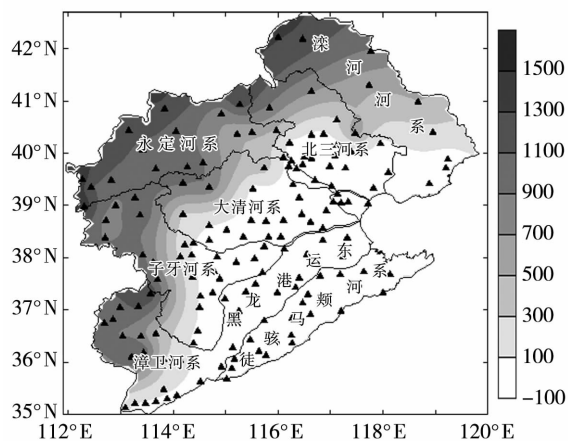 42°N
41°N
40°N
39°N
38°N
37°N
36°N
35°N
112°E
114°E
116°E
118°E
120°E
1500
1300
1100
900
700
500
300
100
-100
滦河河系
北三河系
永定河系
大清河系
子牙河系
漳卫河系
黑龙港运东
徒骇马颊河系